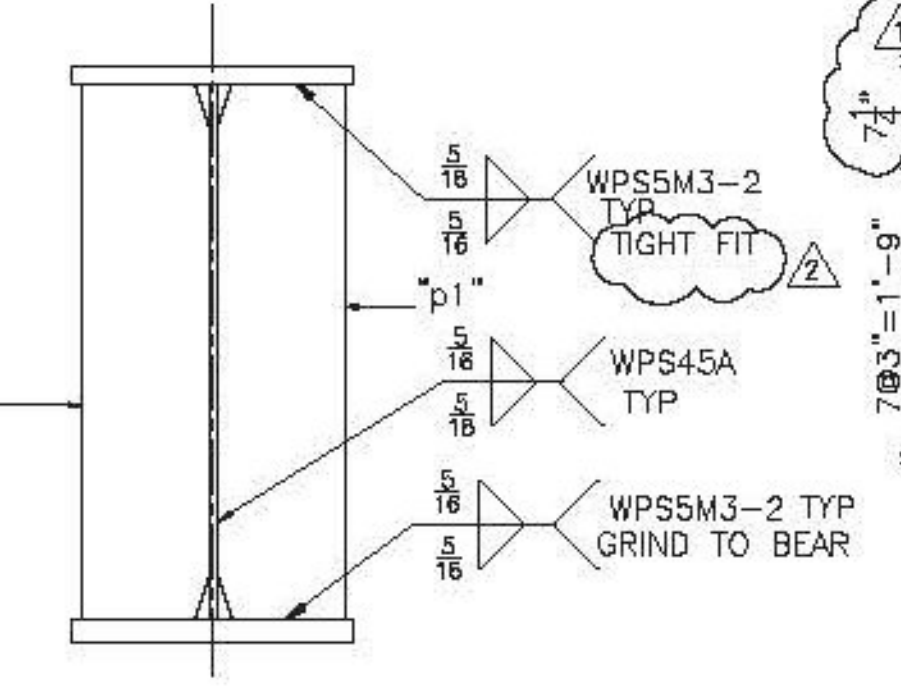 5/16
5/16
WPS5M3-2
TYP
TIGHT FIT
2
"p1"
5/16
5/16
WPS45A
TYP
5/16
5/16
WPS5M3-2 TYP
GRIND TO BEAR
1
7 1/4"
7@3"=1'-9"